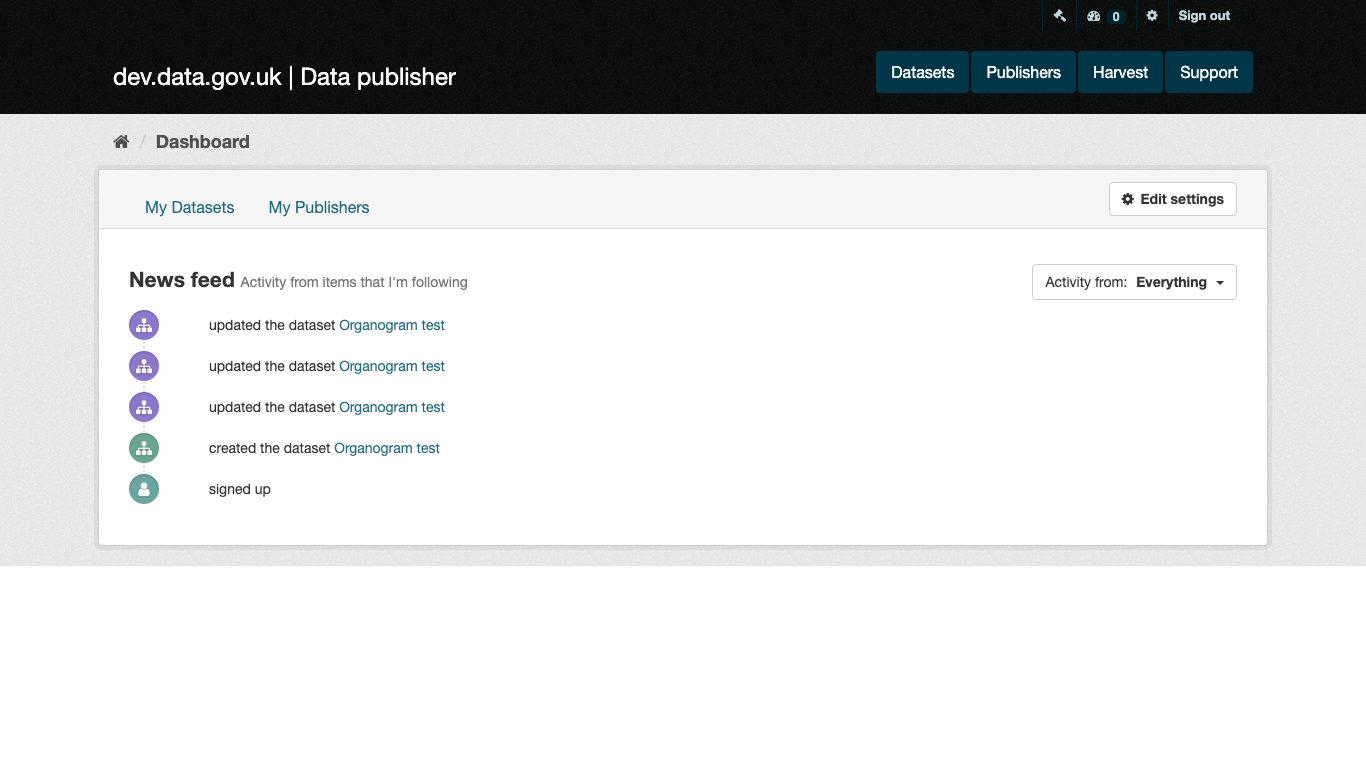 0 Sign out
dev.data.gov.uk | Data publisher
Datasets Publishers Harvest Support
/ Dashboard
My Datasets My Publishers Edit settings
News feed Activity from items that I'm following Activity from: Everything
updated the dataset Organogram test
updated the dataset Organogram test
updated the dataset Organogram test
created the dataset Organogram test
signed up